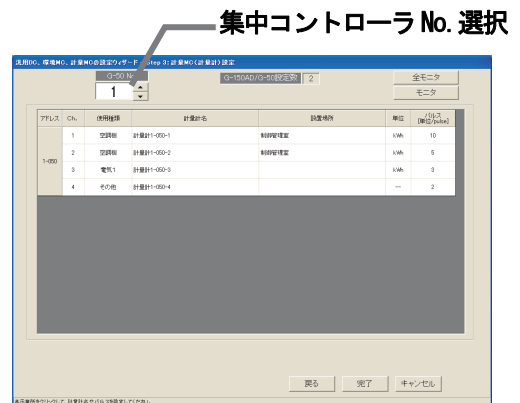 集中コントローラ No. 選択
汎用DC、環境MC、計量MCの設定ウィザード Step 3: 計量MC(計量計)設定
G-50 No
1
G-150AD/G-50設定数 2
全モニタ
モニタ
アドレス Ch. 使用種類 計量計名 設置場所 単位 パルス [単位/pulse]
1-050
1 空調樹 計量計1-050-1 制御管理室 kWh 10
2 空調樹 計量計1-050-2 制御管理室 kWh 5
3 電気1 計量計1-050-3 kWh 3
4 その他 計量計1-050-4 -- 2
戻る 完了 キャンセル